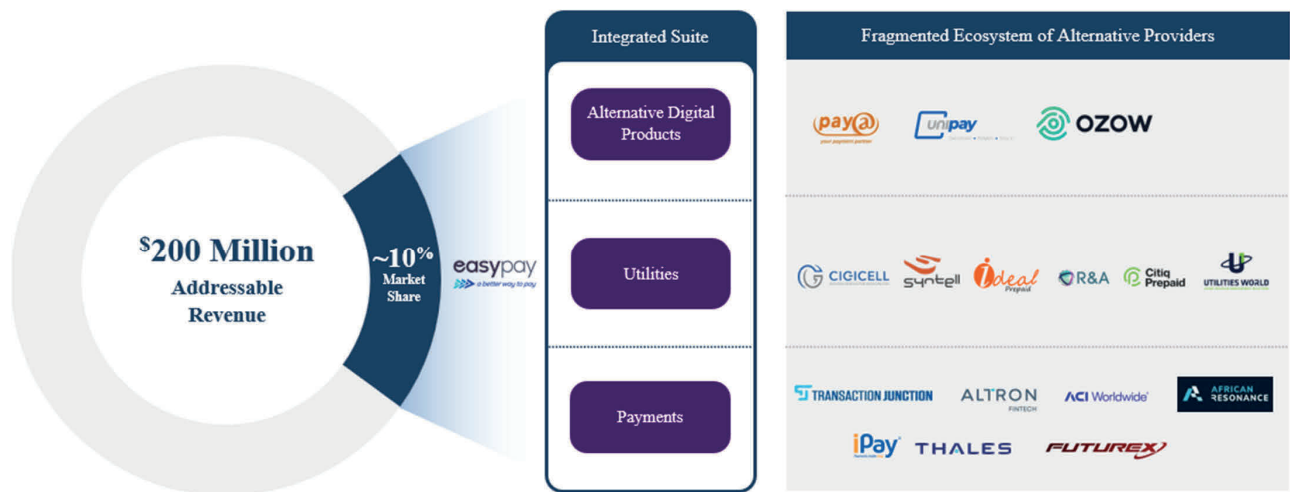 $200 Million
Addressable
Revenue
~10%
Market
Share
easypay
a better way to pay
Integrated Suite
Alternative Digital
Products
Utilities
Payments
Fragmented Ecosystem of Alternative Providers
pay@
your payment partner
unipay
OZOW
CIGICELL
syntell
ideal
Prepaid
R&A
Citiq
Prepaid
UTILITIES WORLD
TRANSACTION JUNCTION
ALTRON
FINTECH
ACI Worldwide
AFRICAN
RESONANCE
iPay
THALES
FUTUREX